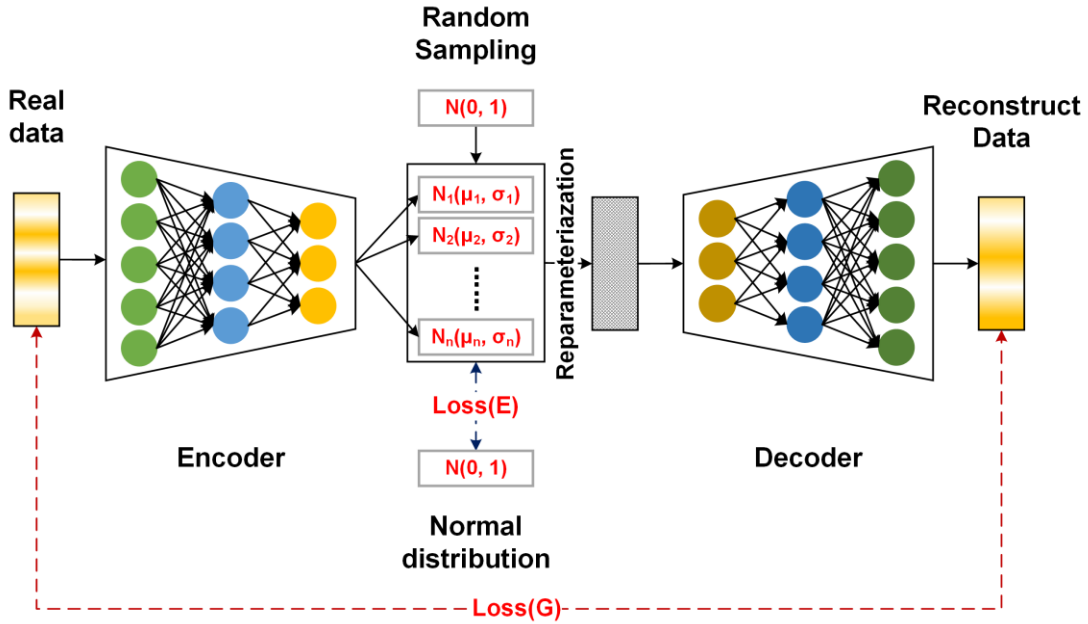 Random
Sampling
N(0, 1)
Real
data
Reconstruct
Data
N₁(μ₁, σ₁)
N₂(μ₂, σ₂)
.......
Nₙ(μₙ, σₙ)
Reparameteriazation
Loss(E)
Encoder
N(0, 1)
Decoder
Normal
distribution
Loss(G)